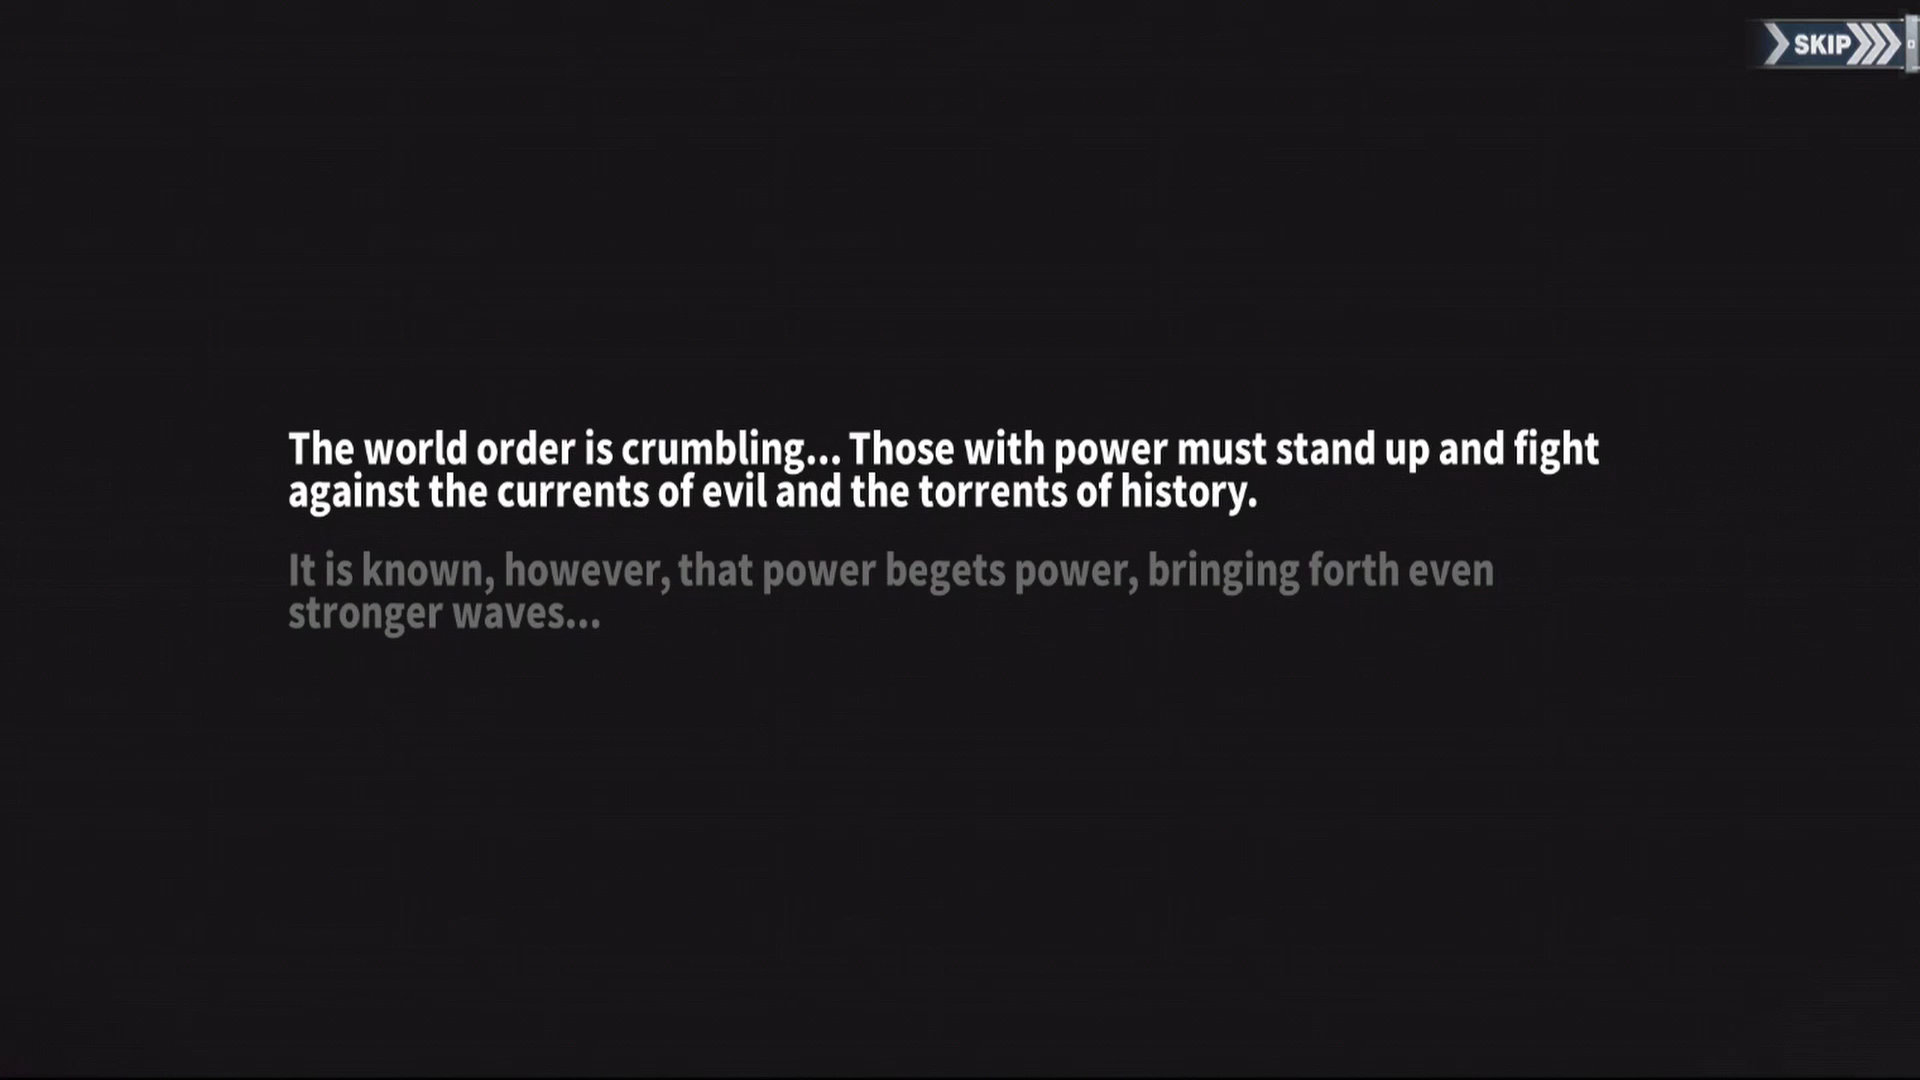 SKIP
The world order is crumbling... Those with power must stand up and fight
against the currents of evil and the torrents of history.
It is known, however, that power begets power, bringing forth even
stronger waves...